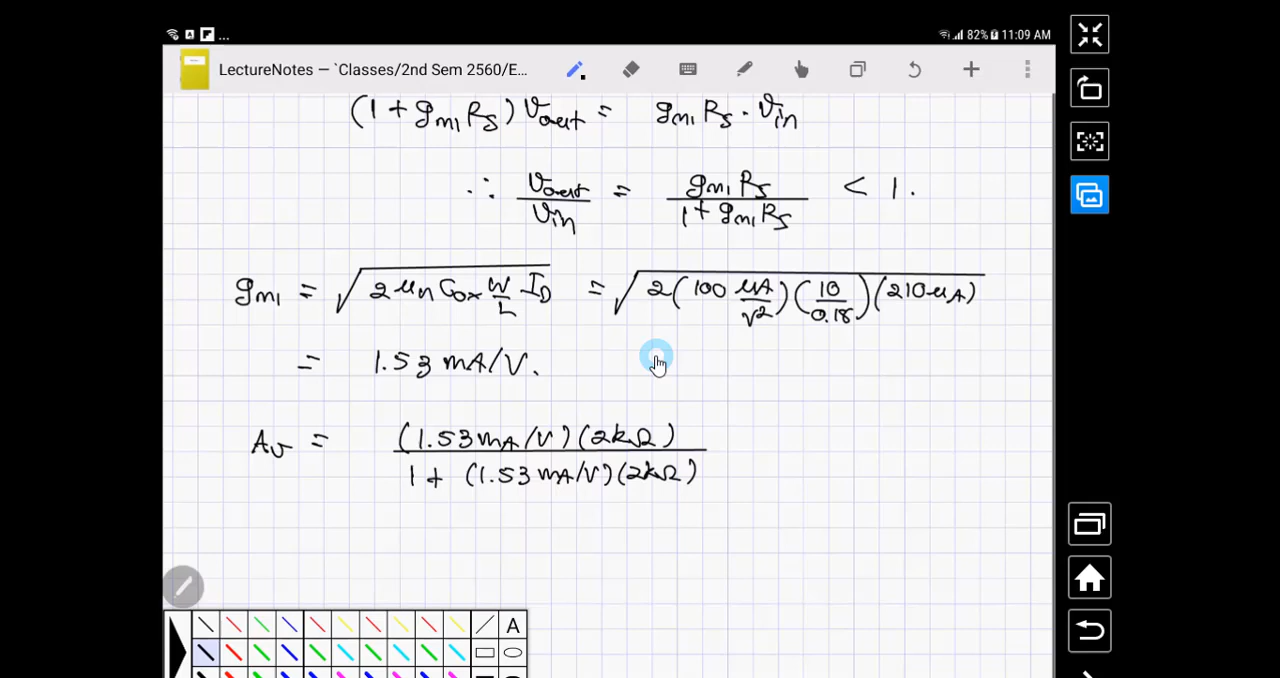 ... 82% 11:09 AM
LectureNotes — `Classes/2nd Sem 2560/E...
(1 + gm1 Rs) Vout = gm1 Rs · Vin
∴ Vout/Vin = gm1 Rs / 1 + gm1 Rs < 1.
gm1 = √(2 μn Cox W/L ID) = √(2(100 μA/V²)(10/0.18)(210 μA))
= 1.53 mA/V.
Av = (1.53 mA/V)(2kΩ) / 1 + (1.53 mA/V)(2kΩ)
A